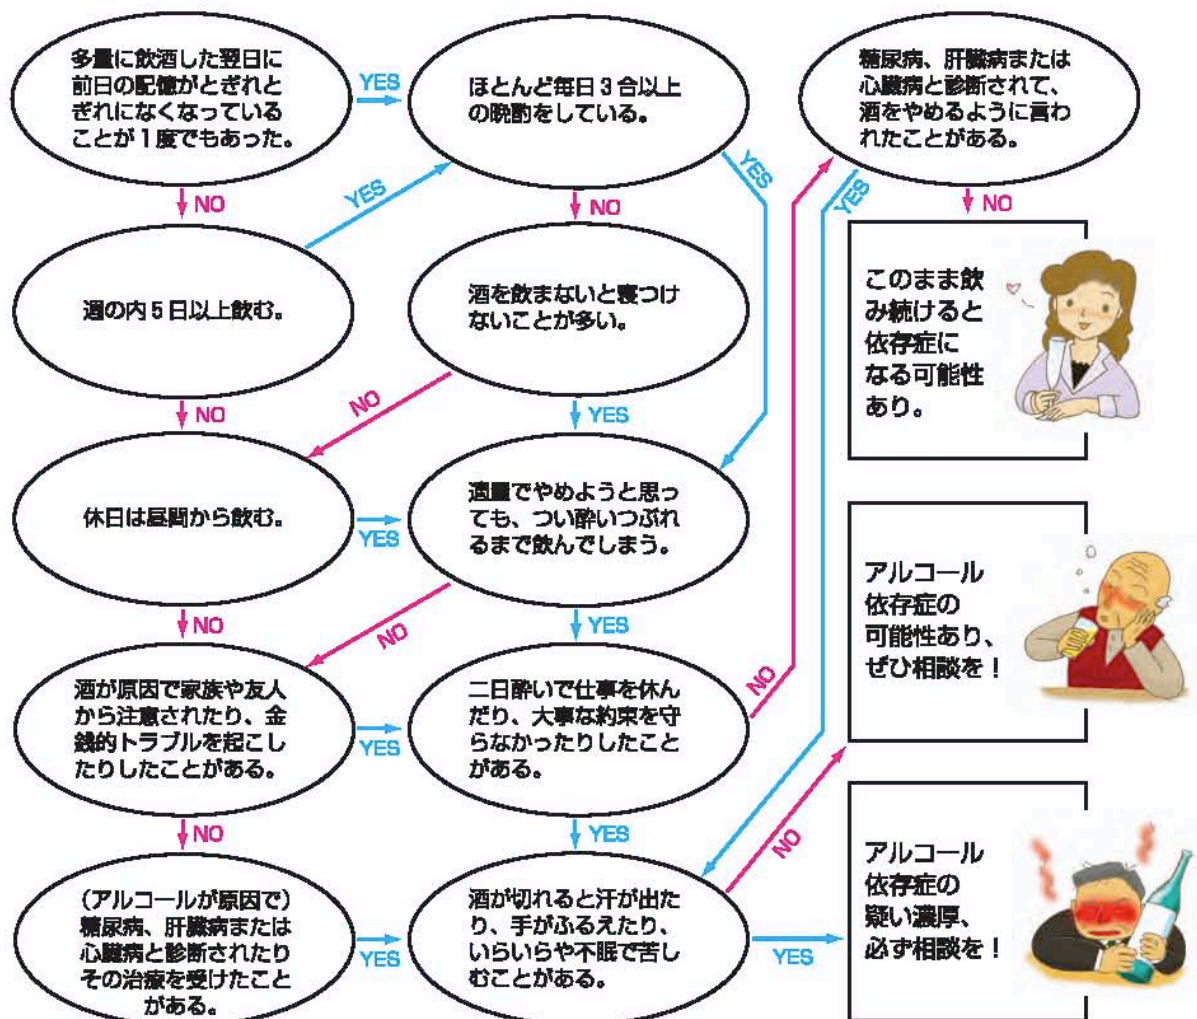 多量に飲酒した翌日に
前日の記憶がとぎれと
ぎれになくなっている
ことが1度でもあった。
YES
ほとんど毎日3合以上
の晩酌をしている。
糖尿病、肝臓病または
心臓病と診断されて、
酒をやめるように言わ
れたことがある。
NO
YES
NO
YES
YES
NO
週の内5日以上飲む。
酒を飲まないと寝つけ
ないことが多い。
このまま飲
み続けると
依存症に
なる可能性
あり。
NO
NO
YES
休日は昼間から飲む。
YES
適量でやめようと思っ
ても、つい酔いつぶれ
るまで飲んでしまう。
アルコール
依存症の
可能性あり、
ぜひ相談を!
NO
NO
YES
酒が原因で家族や友人
から注意されたり、金
銭的トラブルを起こし
たりしたことがある。
YES
二日酔いで仕事を休ん
だり、大事な約束を守
らなかったりしたこと
がある。
NO
NO
YES
NO
(アルコールが原因で)
糖尿病、肝臓病または
心臓病と診断されたり
その治療を受けたこと
がある。
YES
酒が切れると汗が出た
り、手がふるえたり、
いらいらや不眠で苦し
むことがある。
YES
アルコール
依存症の
疑い濃厚、
必ず相談を!